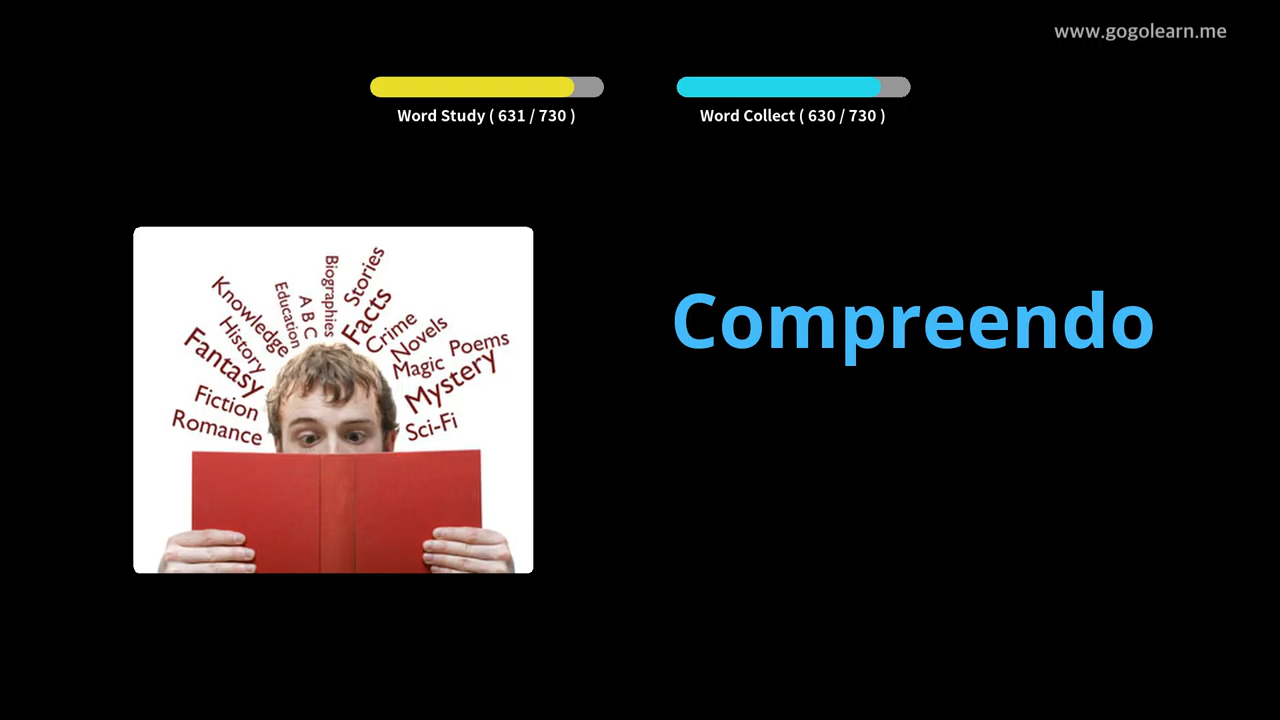 www.gogolearn.me
Word Study ( 631 / 730 )
Word Collect ( 630 / 730 )
Compreendo
Knowledge
History
Fantasy
Fiction
Romance
Education
A B C
Biographies
Stories
Facts
Crime
Novels
Magic
Poems
Mystery
Sci-Fi